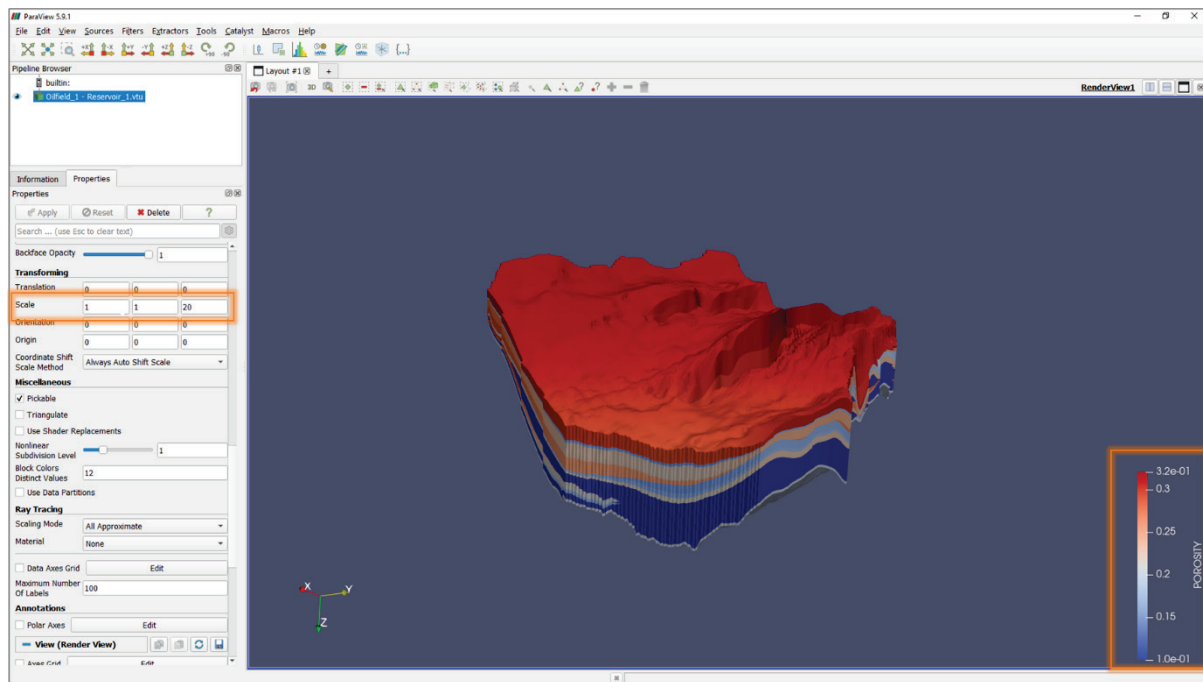 ParaView 5.9.1
File Edit View Sources Filters Extractors Tools Catalyst Macros Help
Pipeline Browser
builtin:
Oilfield_1 - Reservoir_1.vtu
Layout #1
+
3D
RenderView1
Information Properties
Properties
Apply Reset Delete ?
Search ... (use Esc to clear text)
Backface Opacity 1
Transforming
Translation 0 0 0
Scale 1 1 20
Orientation 0 0 0
Origin 0 0 0
Coordinate Shift
Scale Method Always Auto Shift Scale
Miscellaneous
Pickable
Triangulate
Use Shader Replacements
Nonlinear
Subdivision Level 1
Block Colors
Distinct Values 12
Use Data Partitions
Ray Tracing
Scaling Mode All Approximate
Material None
Data Axes Grid Edit
Maximum Number
Of Labels 100
Annotations
Polar Axes Edit
View (Render View)
Axes Grid Edit
X
Y
Z
3.2e-01
0.3
0.25
0.2
0.15
1.0e-01
POROSITY